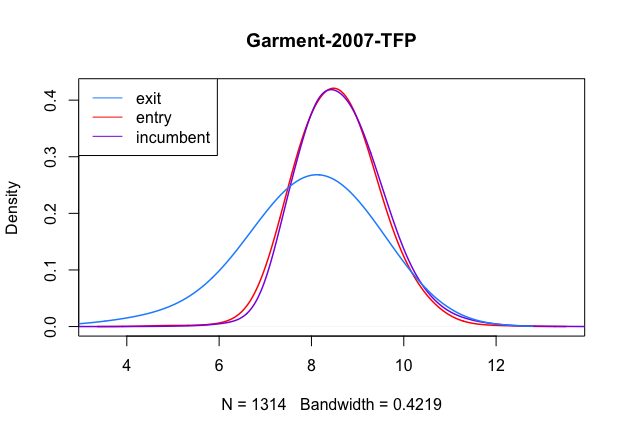 Garment-2007-TFP
exit
entry
incumbent
Density
0.4
0.3
0.2
0.1
0.0
4 6 8 10 12
N = 1314 Bandwidth = 0.4219